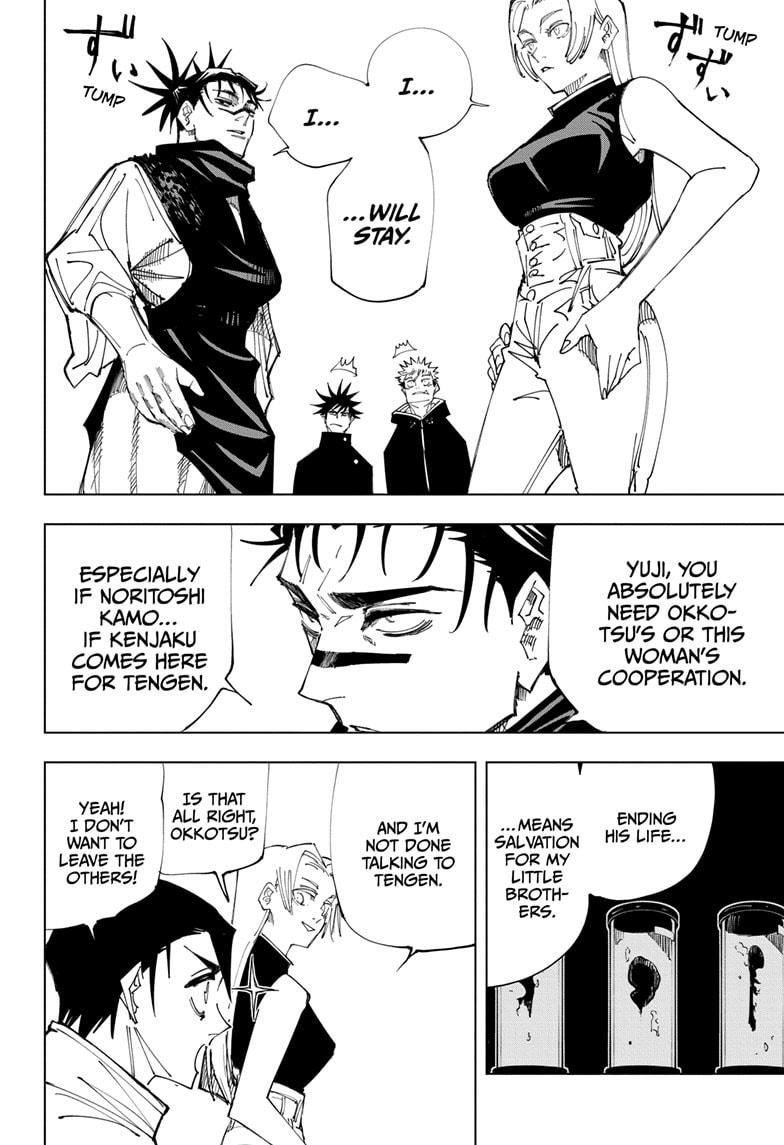 ずずい
TUMP
I...
I...
...WILL
STAY.
ずい
TUMP
YUJI, YOU
ABSOLUTELY
NEED OKKO-
TSU'S OR THIS
WOMAN'S
COOPERATION.
ESPECIALLY
IF NORITOSHI
KAMO...
IF KENJAKU
COMES HERE
FOR TENGEN.
ENDING
HIS LIFE...
...MEANS
SALVATION
FOR MY
LITTLE
BROTH-
ERS.
AND I'M
NOT DONE
TALKING TO
TENGEN.
IS THAT
ALL RIGHT,
OKKOTSU?
YEAH!
I DON'T
WANT TO
LEAVE THE
OTHERS!